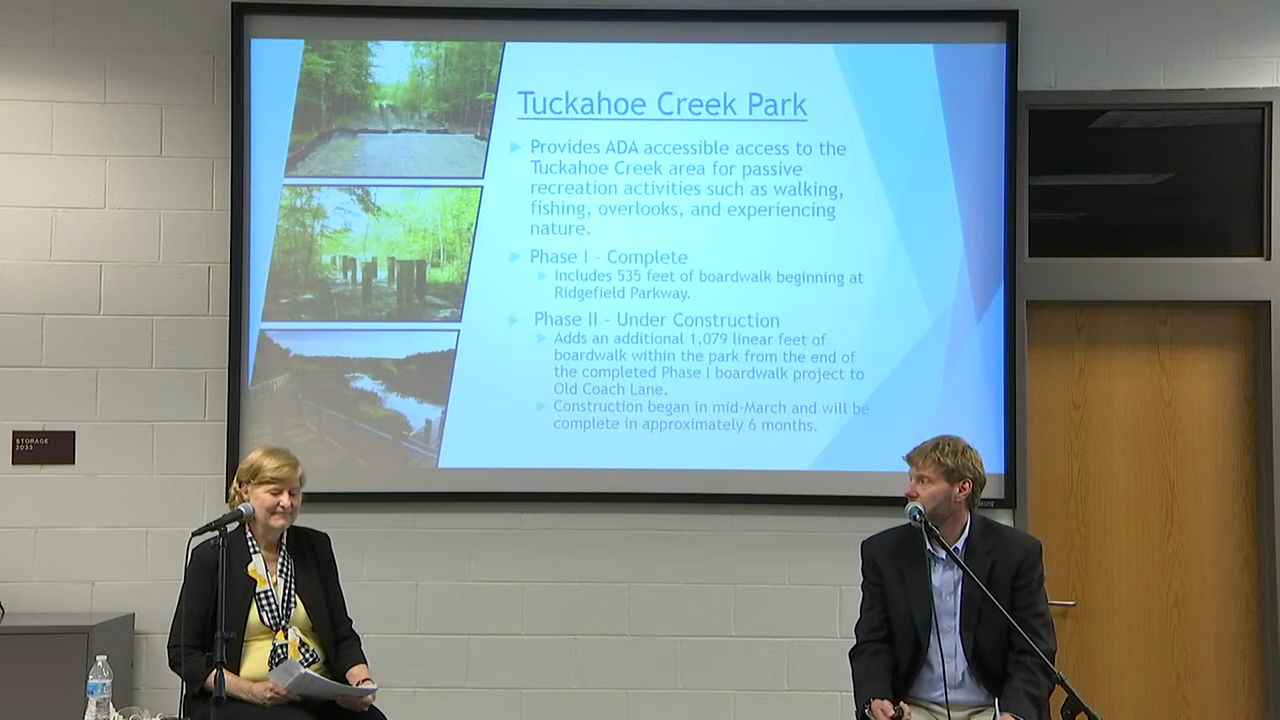 Tuckahoe Creek Park
Provides ADA accessible access to the
Tuckahoe Creek area for passive
recreation activities such as walking,
fishing, overlooks, and experiencing
nature.
Phase I - Complete
Includes 535 feet of boardwalk beginning at
Ridgefield Parkway.
Phase II - Under Construction
Adds an additional 1,079 linear feet of
boardwalk within the park from the end of
the completed Phase I boardwalk project to
Old Coach Lane.
Construction began in mid-March and will be
complete in approximately 6 months.
STORAGE
2033